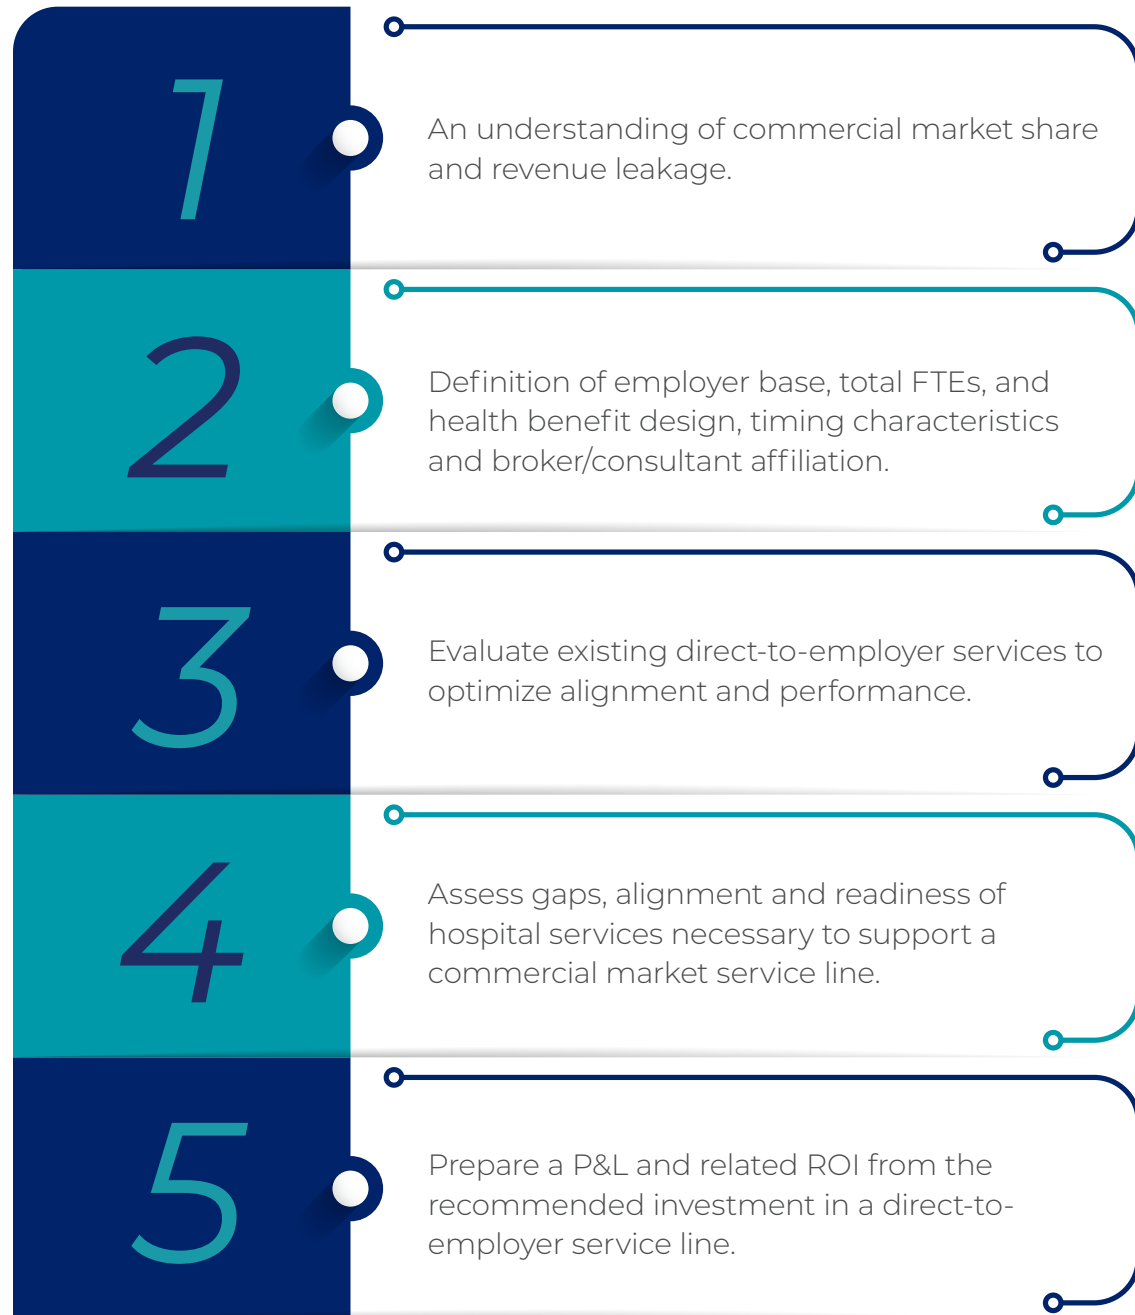 1
An understanding of commercial market share
and revenue leakage.
2
Definition of employer base, total FTEs, and
health benefit design, timing characteristics
and broker/consultant affiliation.
3
Evaluate existing direct-to-employer services to
optimize alignment and performance.
4
Assess gaps, alignment and readiness of
hospital services necessary to support a
commercial market service line.
5
Prepare a P&L and related ROI from the
recommended investment in a direct-to-
employer service line.